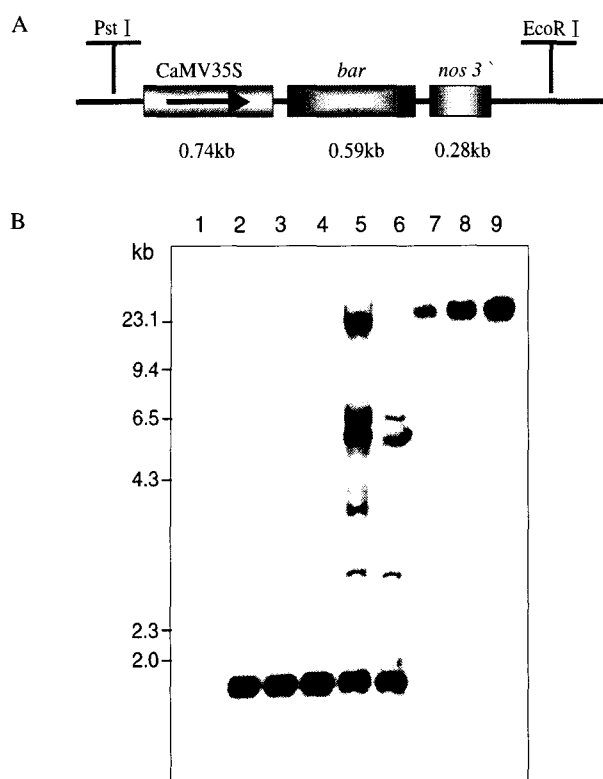 A
Pst I
EcoR I
CaMV35S
bar
nos 3`
0.74kb
0.59kb
0.28kb
B
1 2 3 4 5 6 7 8 9
kb
23.1
9.4
6.5
4.3
2.3
2.0